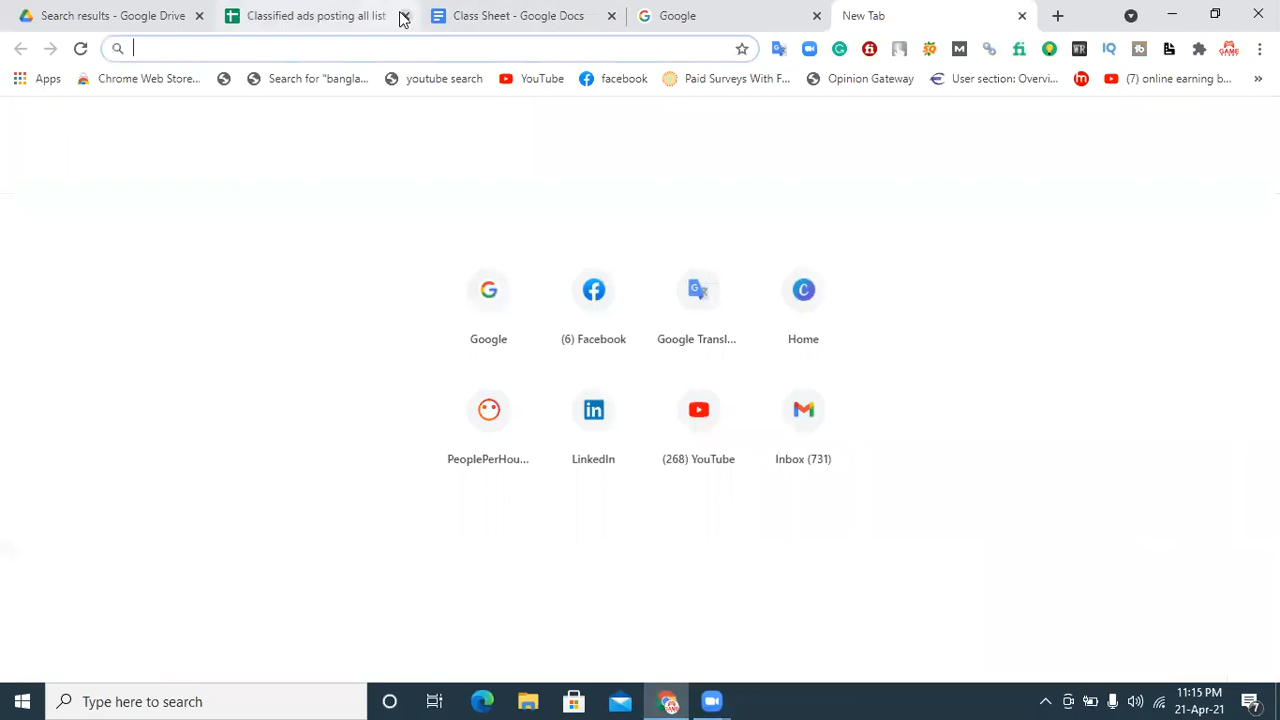 Search results - Google Drive
Classified ads posting all list
Class Sheet - Google Docs
Google
New Tab
Apps
Chrome Web Store...
Search for "bangla...
youtube search
YouTube
facebook
Paid Surveys With F...
Opinion Gateway
User section: Overvi...
(7) online earning b...
Google
(6) Facebook
Google Transl...
Home
PeoplePerHou...
LinkedIn
(268) YouTube
Inbox (731)
Type here to search
11:15 PM
21-Apr-21